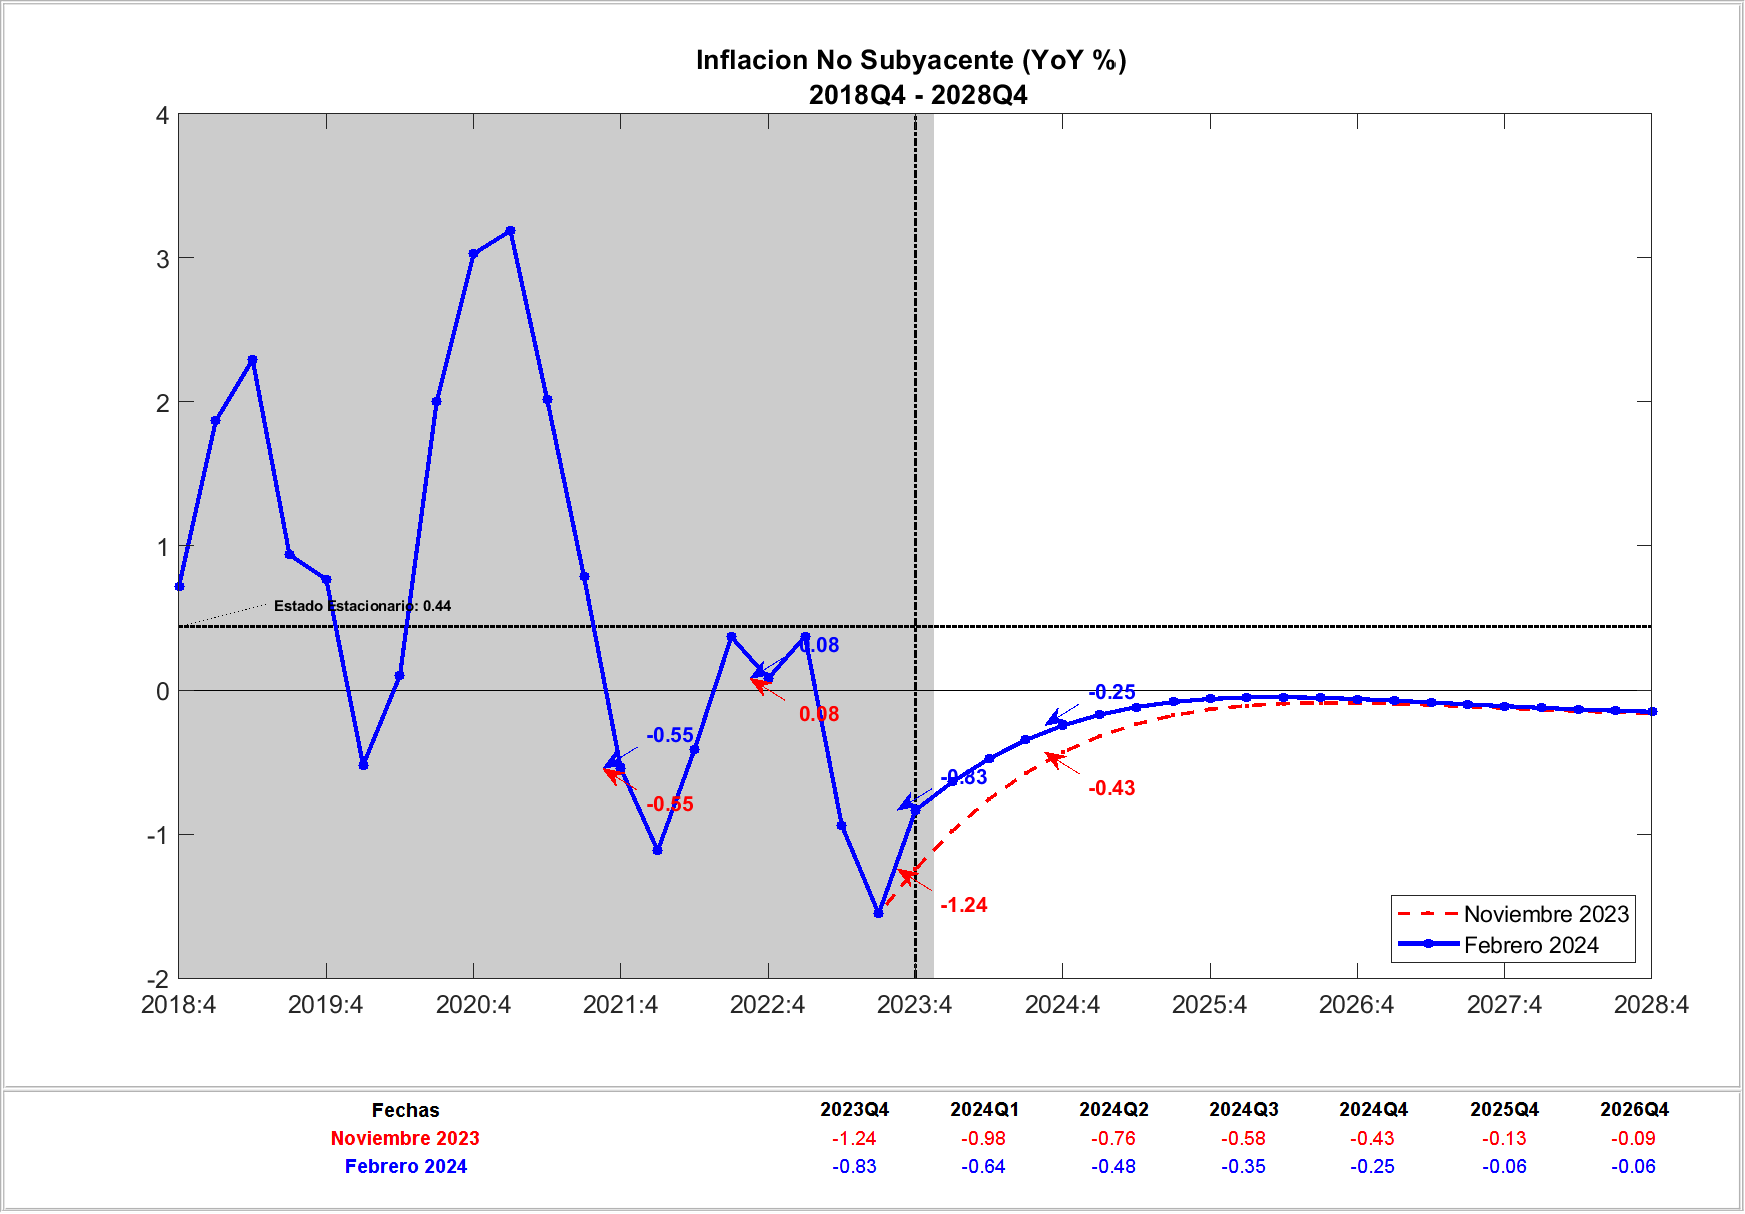 Inflacion No Subyacente (YoY %)
2018Q4 - 2028Q4
4
3
2
1
0
-1
-2
Estado Estacionario: 0.44
0.08
0.08
-0.55
-0.55
-0.83
-1.24
-0.25
-0.43
Noviembre 2023
Febrero 2024
2018:4 2019:4 2020:4 2021:4 2022:4 2023:4 2024:4 2025:4 2026:4 2027:4 2028:4
Fechas 2023Q4 2024Q1 2024Q2 2024Q3 2024Q4 2025Q4 2026Q4
Noviembre 2023 -1.24 -0.98 -0.76 -0.58 -0.43 -0.13 -0.09
Febrero 2024 -0.83 -0.64 -0.48 -0.35 -0.25 -0.06 -0.06